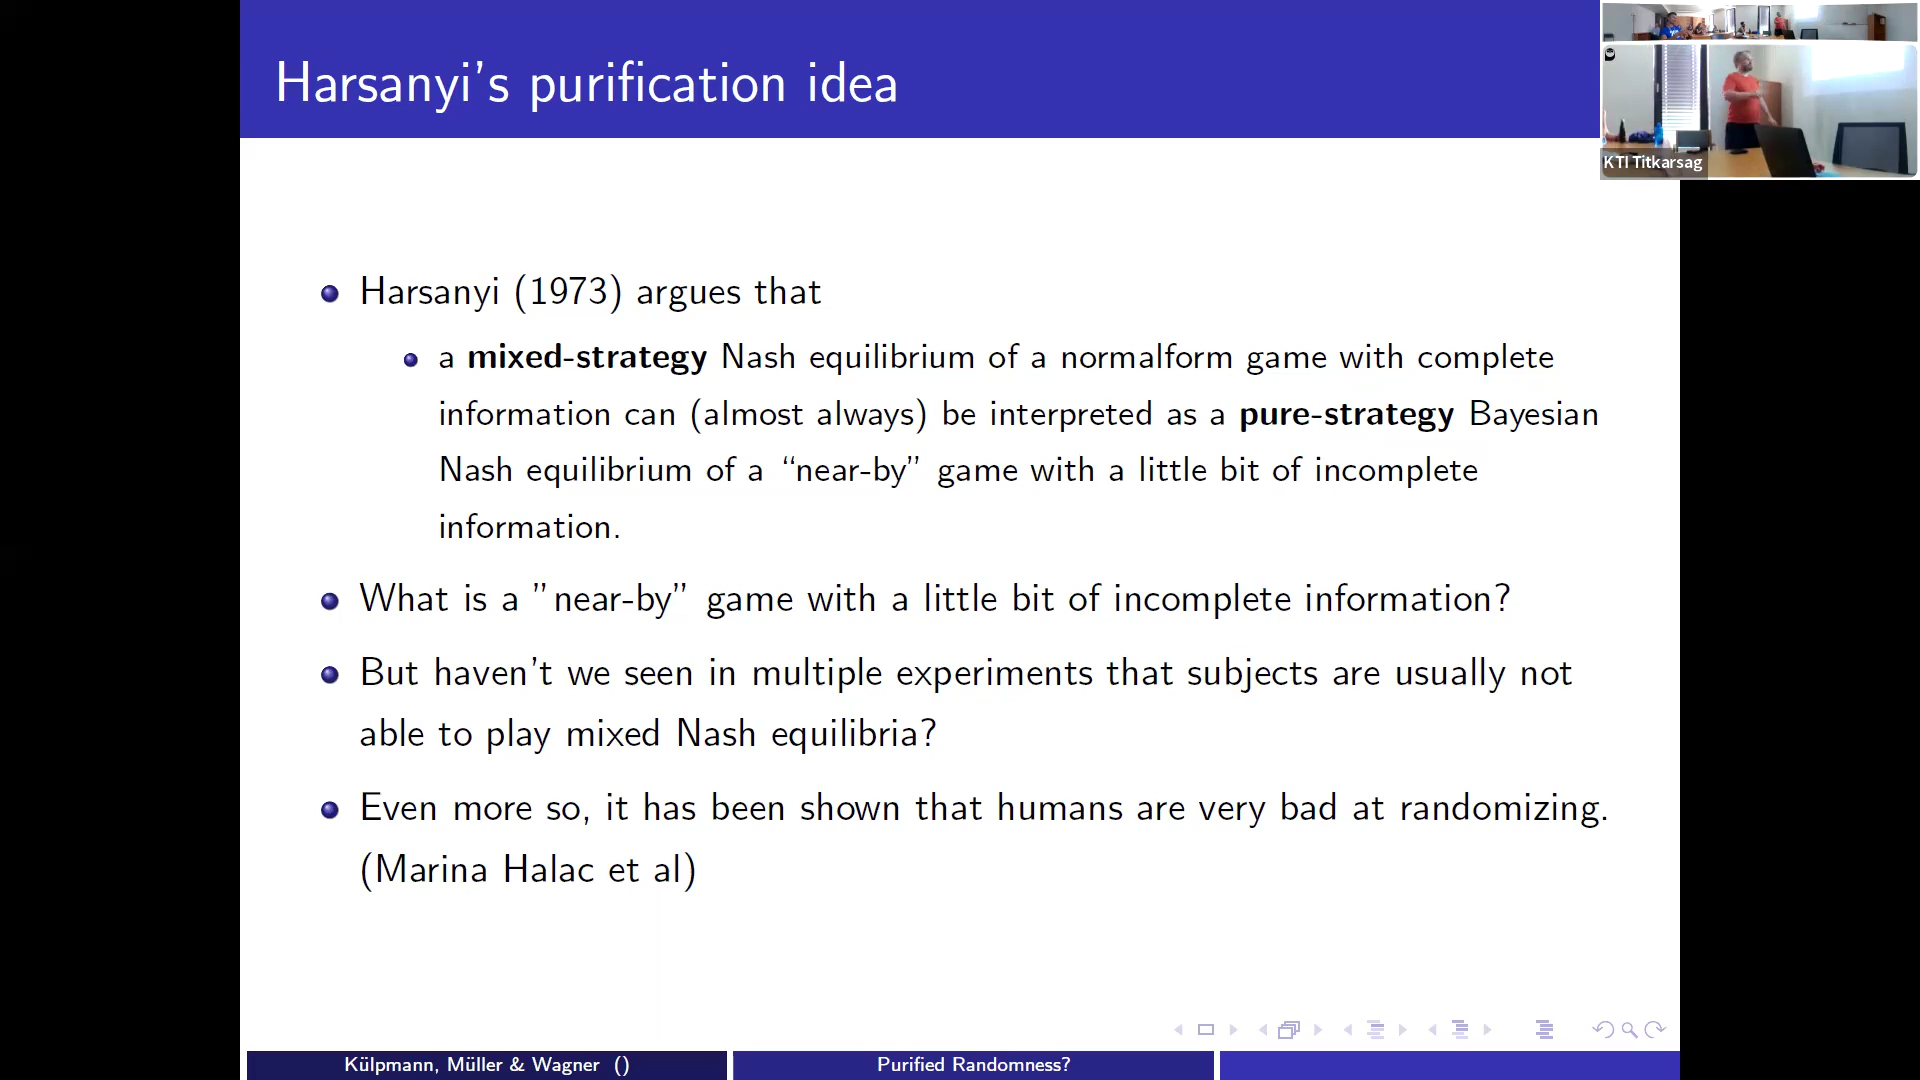 Harsanyi's purification idea
KTI Titkarsag
Harsanyi (1973) argues that
a mixed-strategy Nash equilibrium of a normalform game with complete
information can (almost always) be interpreted as a pure-strategy Bayesian
Nash equilibrium of a “near-by” game with a little bit of incomplete
information.
What is a ”near-by” game with a little bit of incomplete information?
But haven't we seen in multiple experiments that subjects are usually not
able to play mixed Nash equilibria?
Even more so, it has been shown that humans are very bad at randomizing.
(Marina Halac et al)
Külpmann, Müller & Wagner ()
Purified Randomness?